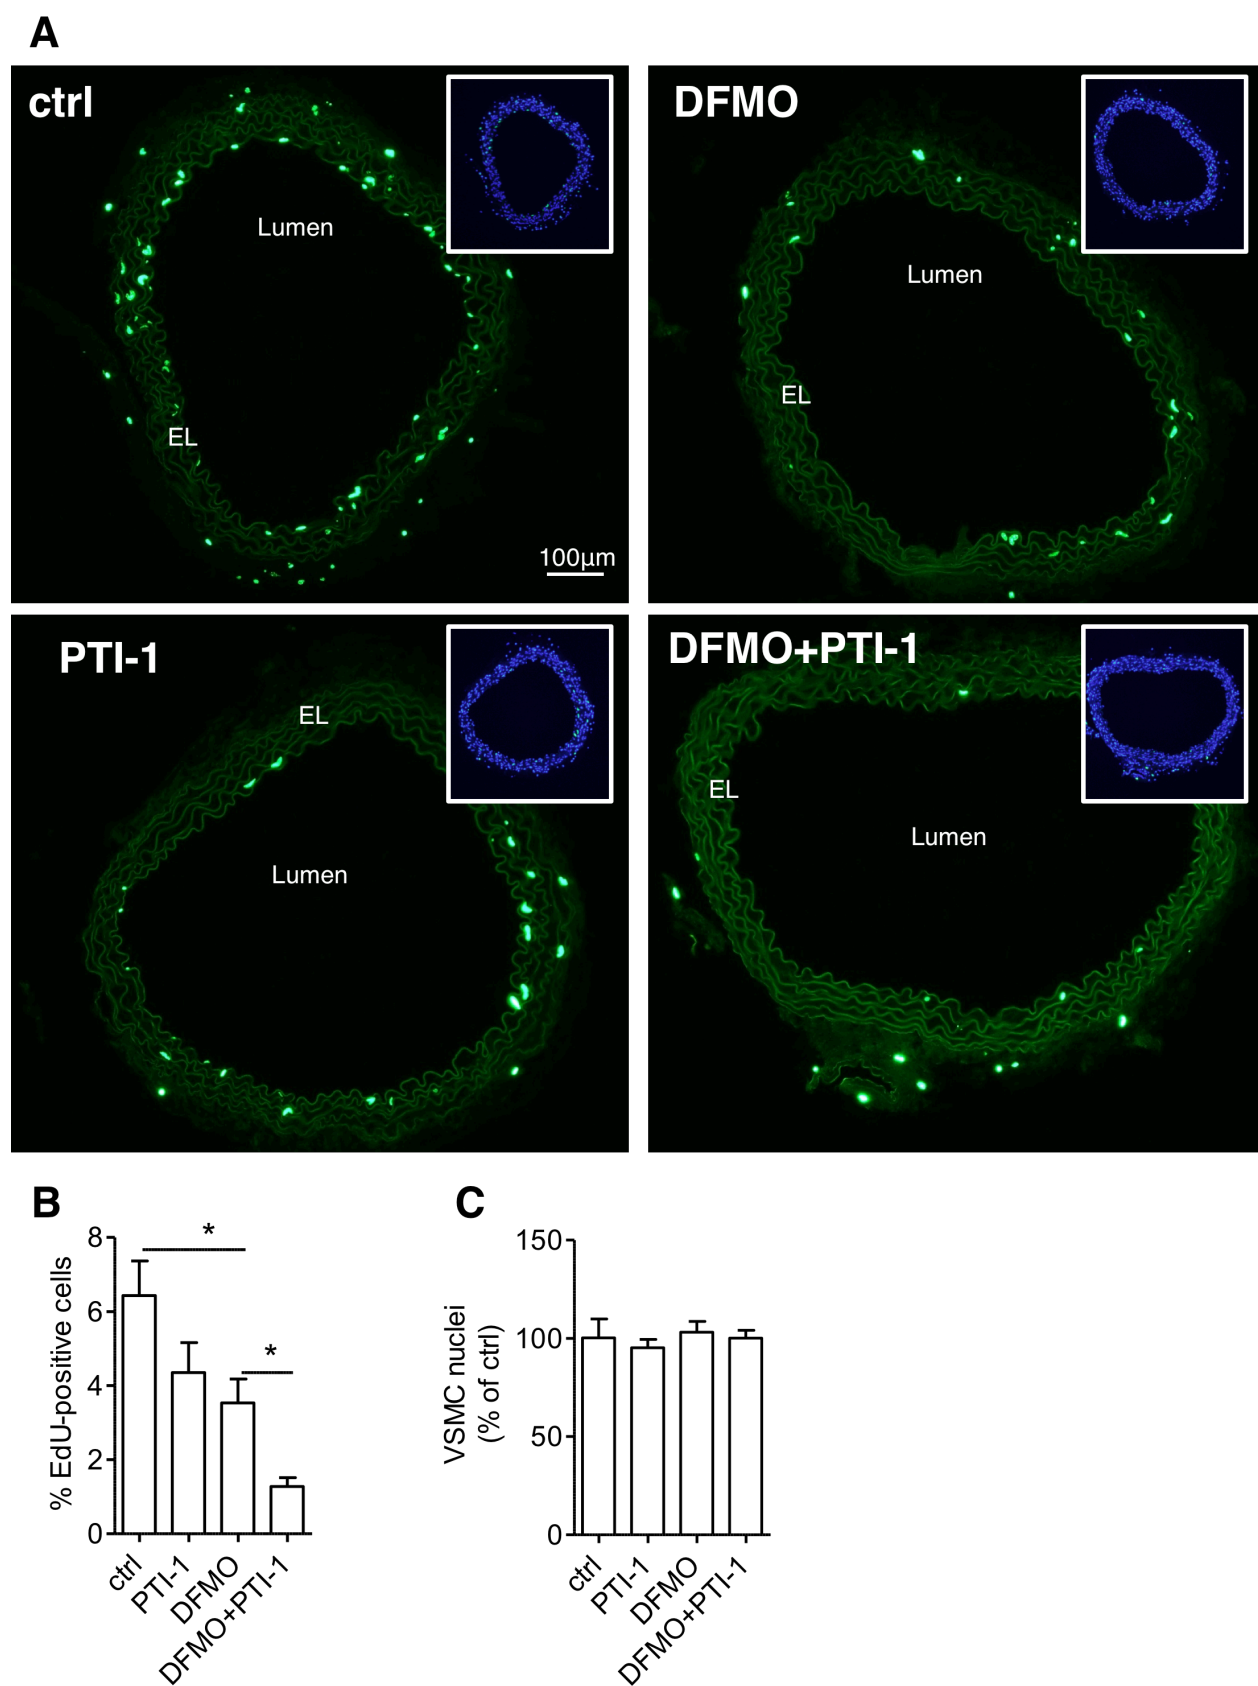 A
ctrl
Lumen
EL
100µm
DFMO
Lumen
EL
PTI-1
EL
Lumen
DFMO+PTI-1
EL
Lumen
B
% EdU-positive cells
8
6
4
2
0
*
*
ctrl
PTI-1
DFMO
DFMO+PTI-1
C
VSMC nuclei
(% of ctrl)
150
100
50
0
ctrl
PTI-1
DFMO
DFMO+PTI-1